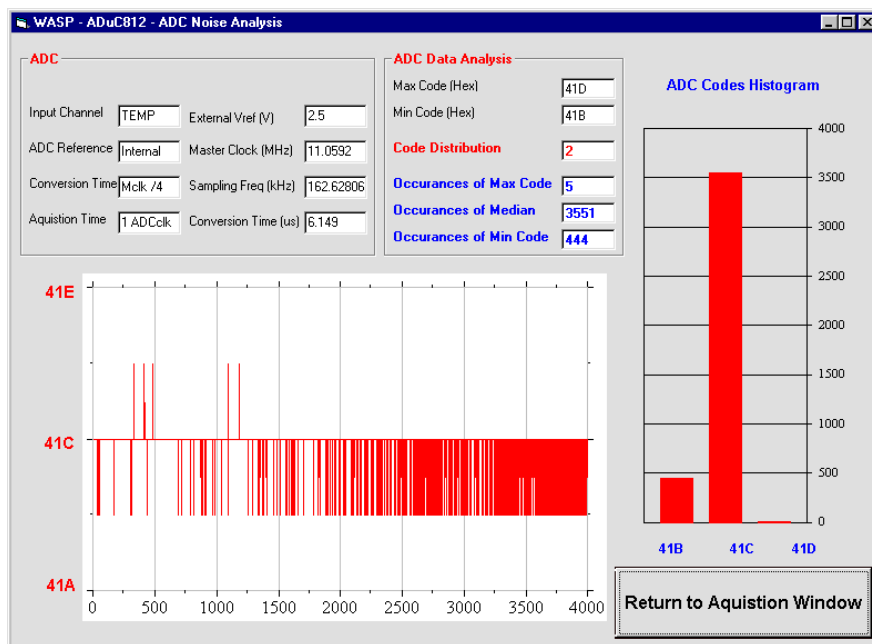 WASP - ADuC812 - ADC Noise Analysis
ADC
Input Channel TEMP External Vref (V) 2.5
ADC Reference Internal Master Clock (MHz) 11.0592
Conversion Time Mclk /4 Sampling Freq (kHz) 162.62806
Aquistion Time 1 ADCclk Conversion Time (us) 6.149
ADC Data Analysis
Max Code (Hex) 41D
Min Code (Hex) 41B
Code Distribution 2
Occurances of Max Code 5
Occurances of Median 3551
Occurances of Min Code 444
ADC Codes Histogram
4000
3500
3000
2500
2000
1500
1000
500
0
41B 41C 41D
41E
41C
41A
0 500 1000 1500 2000 2500 3000 3500 4000
Return to Aquistion Window